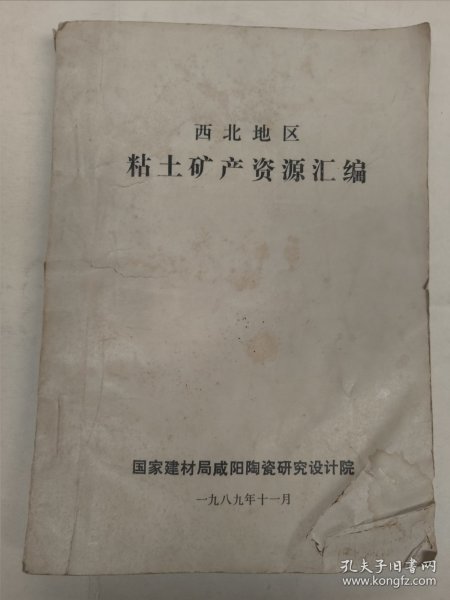 西北地区
粘土矿产资源汇编
国家建材局咸阳陶瓷研究设计院
一九八九年十一月
孔夫子旧书网
www.kongfz.com